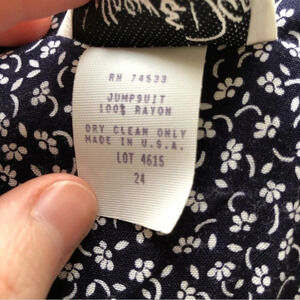 RN 74533
JUMPSUIT
100% RAYON
DRY CLEAN ONLY
MADE IN U.S.A.
LOT 4615
24